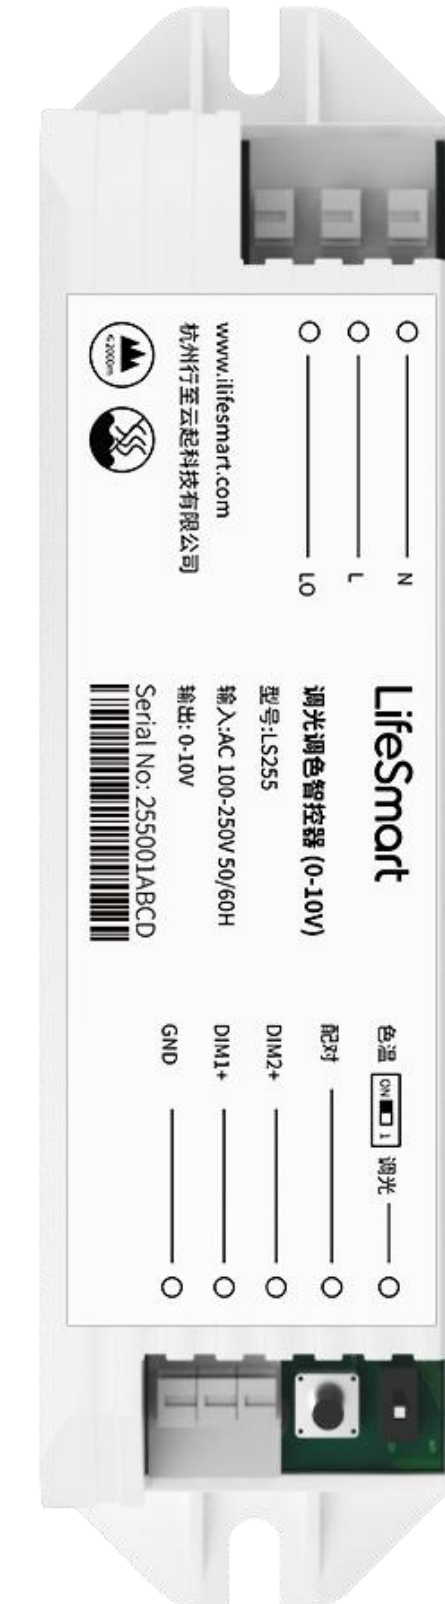 N
L
LO
www.ilifesmart.com
杭州行至云起科技有限公司
≤2000m
LifeSmart
调光调色智控器 (0-10V)
型号:LS255
输入:AC 100-250V 50/60H
输出: 0-10V
Serial No: 255001ABCD
色温 ON 1 调光
配对
DIM2+
DIM1+
GND